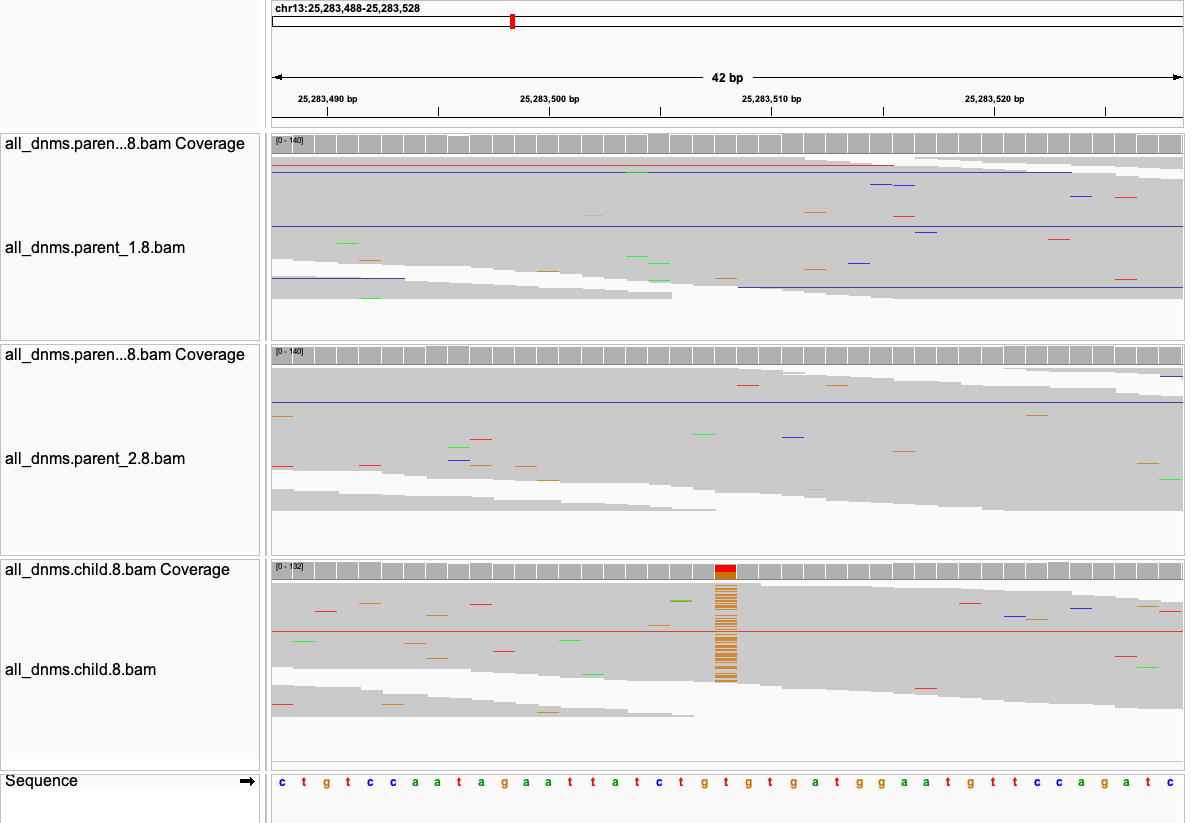 chr13:25,283,488-25,283,528
42 bp
25,283,490 bp 25,283,500 bp 25,283,510 bp 25,283,520 bp
all_dnms.paren...8.bam Coverage
[0 - 140]
all_dnms.parent_1.8.bam
all_dnms.paren...8.bam Coverage
[0 - 140]
all_dnms.parent_2.8.bam
all_dnms.child.8.bam Coverage
[0 - 132]
all_dnms.child.8.bam
Sequence c t g t c c a a t a g a a t t a t c t g t g t g a t g g a a t g t t c c a g a t c